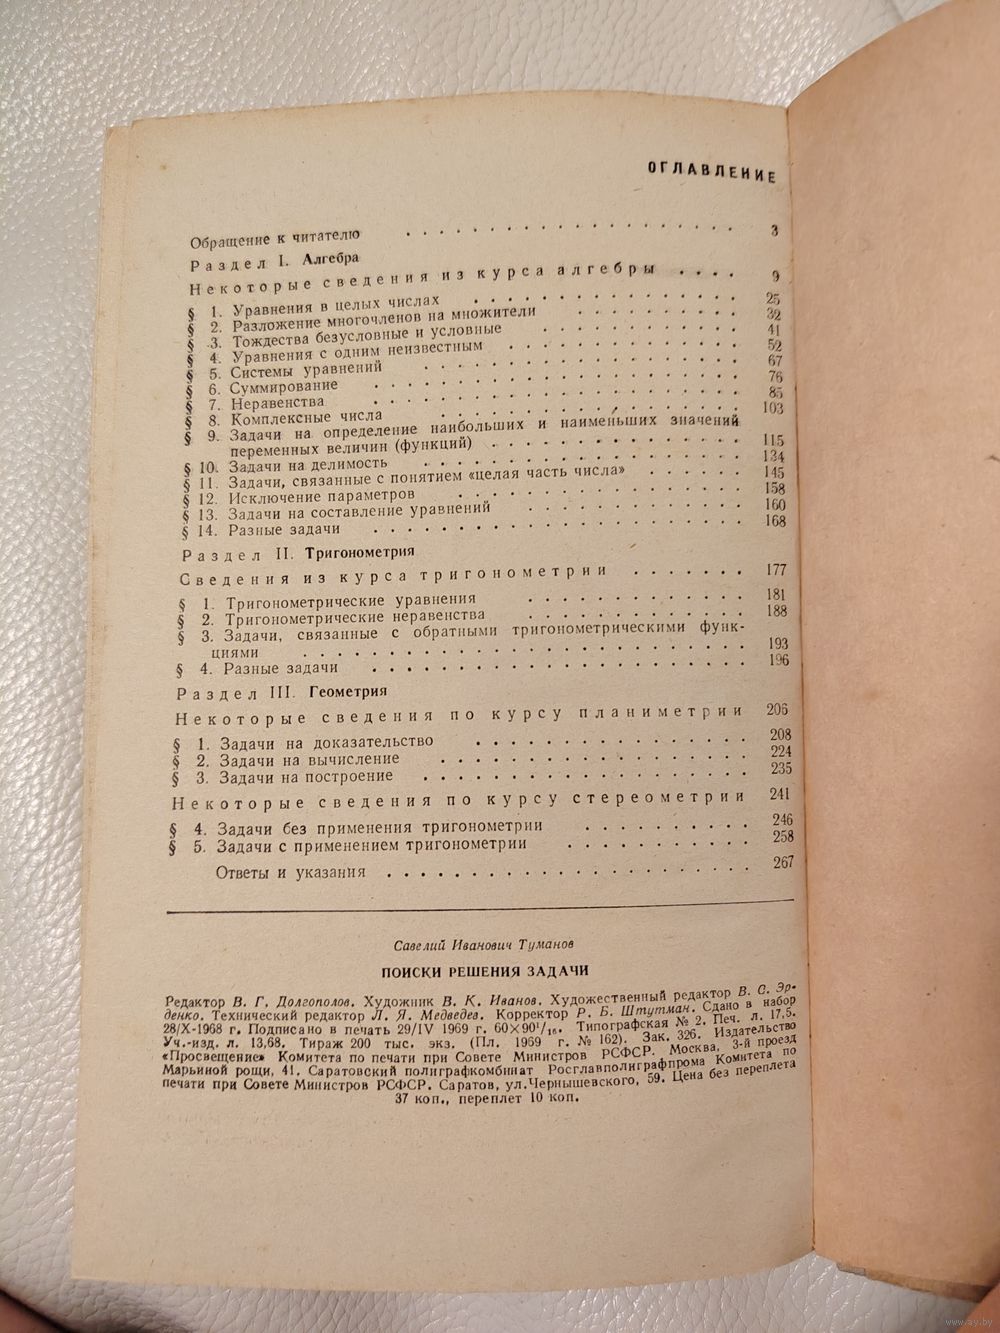 ОГЛАВЛЕНИЕ
Обращение к читателю . . . . . . . . . . . . . . . . 3
Раздел I. Алгебра
Некоторые сведения из курса алгебры . . . . 9
§ 1. Уравнения в целых числах . . . . . . . . . . . . . 25
§ 2. Разложение многочленов на множители . . . . . . . . 32
§ 3. Тождества безусловные и условные . . . . . . . . . 41
§ 4. Уравнения с одним неизвестным . . . . . . . . . . . 52
§ 5. Системы уравнений . . . . . . . . . . . . . . . 67
§ 6. Суммирование . . . . . . . . . . . . . . . . . 76
§ 7. Неравенства . . . . . . . . . . . . . . . . . 85
§ 8. Комплексные числа . . . . . . . . . . . . . . . 103
§ 9. Задачи на определение наибольших и наименьших значений
переменных величин (функций) . . . . . . . . . . . . 115
§ 10. Задачи на делимость . . . . . . . . . . . . . . . 134
§ 11. Задачи, связанные с понятием «целая часть числа» . . . . . 145
§ 12. Исключение параметров . . . . . . . . . . . . . . 158
§ 13. Задачи на составление уравнений . . . . . . . . . . 160
§ 14. Разные задачи . . . . . . . . . . . . . . . . . 168
Раздел II. Тригонометрия
Сведения из курса тригонометрии . . . . . . . 177
§ 1. Тригонометрические уравнения . . . . . . . . . . . 181
§ 2. Тригонометрические неравенства . . . . . . . . . . . 188
§ 3. Задачи, связанные с обратными тригонометрическими функ-
циями . . . . . . . . . . . . . . . . . . . . 193
§ 4. Разные задачи . . . . . . . . . . . . . . . . . 196
Раздел III. Геометрия
Некоторые сведения по курсу планиметрии 206
§ 1. Задачи на доказательство . . . . . . . . . . . . . 208
§ 2. Задачи на вычисление . . . . . . . . . . . . . . 224
§ 3. Задачи на построение . . . . . . . . . . . . . . . 235
Некоторые сведения по курсу стереометрии 241
§ 4. Задачи без применения тригонометрии . . . . . . . . 246
§ 5. Задачи с применением тригонометрии . . . . . . . . . 258
Ответы и указания . . . . . . . . . . . . . . . . 267
Савелий Иванович Туманов
ПОИСКИ РЕШЕНИЯ ЗАДАЧИ
Редактор В. Г. Долгополов. Художник В. К. Иванов. Художественный редактор В. С. Эр-
денко. Технический редактор Л. Я. Медведев. Корректор Р. Б. Штутман. Сдано в набор
28/X-1968 г. Подписано в печать 29/IV 1969 г. 60×90¹/₁₆. Типографская № 2. Печ. л. 17,5.
Уч.-изд. л. 13,68. Тираж 200 тыс. экз. (Пл. 1969 г. № 162). Зак. 326. Издательство
«Просвещение» Комитета по печати при Совете Министров РСФСР. Москва, 3-й проезд
Марьиной рощи, 41. Саратовский полиграфкомбинат Росглавполиграфпрома Комитета по
печати при Совете Министров РСФСР. Саратов, ул.Чернышевского, 59. Цена без переплета
37 коп., переплет 10 коп.
www.ay.by